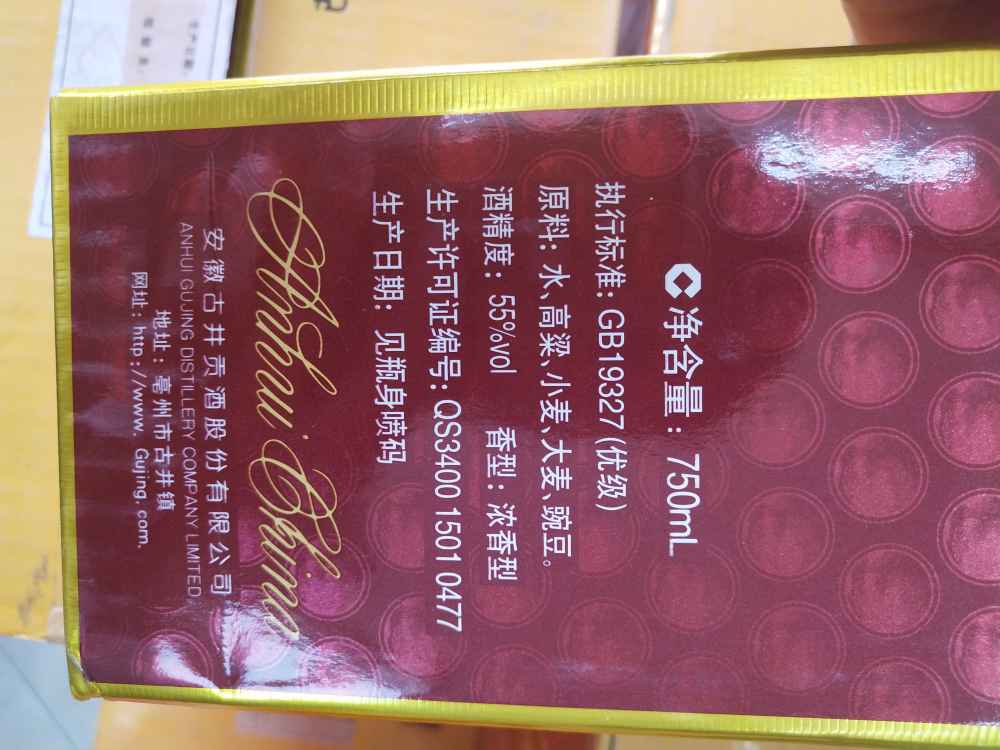 净含量：750mL
执行标准：GB19327（优级）
原料：水、高粱、小麦、大麦、豌豆。
酒精度：55%vol 香型：浓香型
生产许可证编号：QS3400 1501 0477
生产日期：见瓶身喷码
Anhui China
安徽古井贡酒股份有限公司
ANHUI GUJING DISTILLERY COMPANY LIMITED
地址：亳州市古井镇
网址：http://www.Gujing.com.